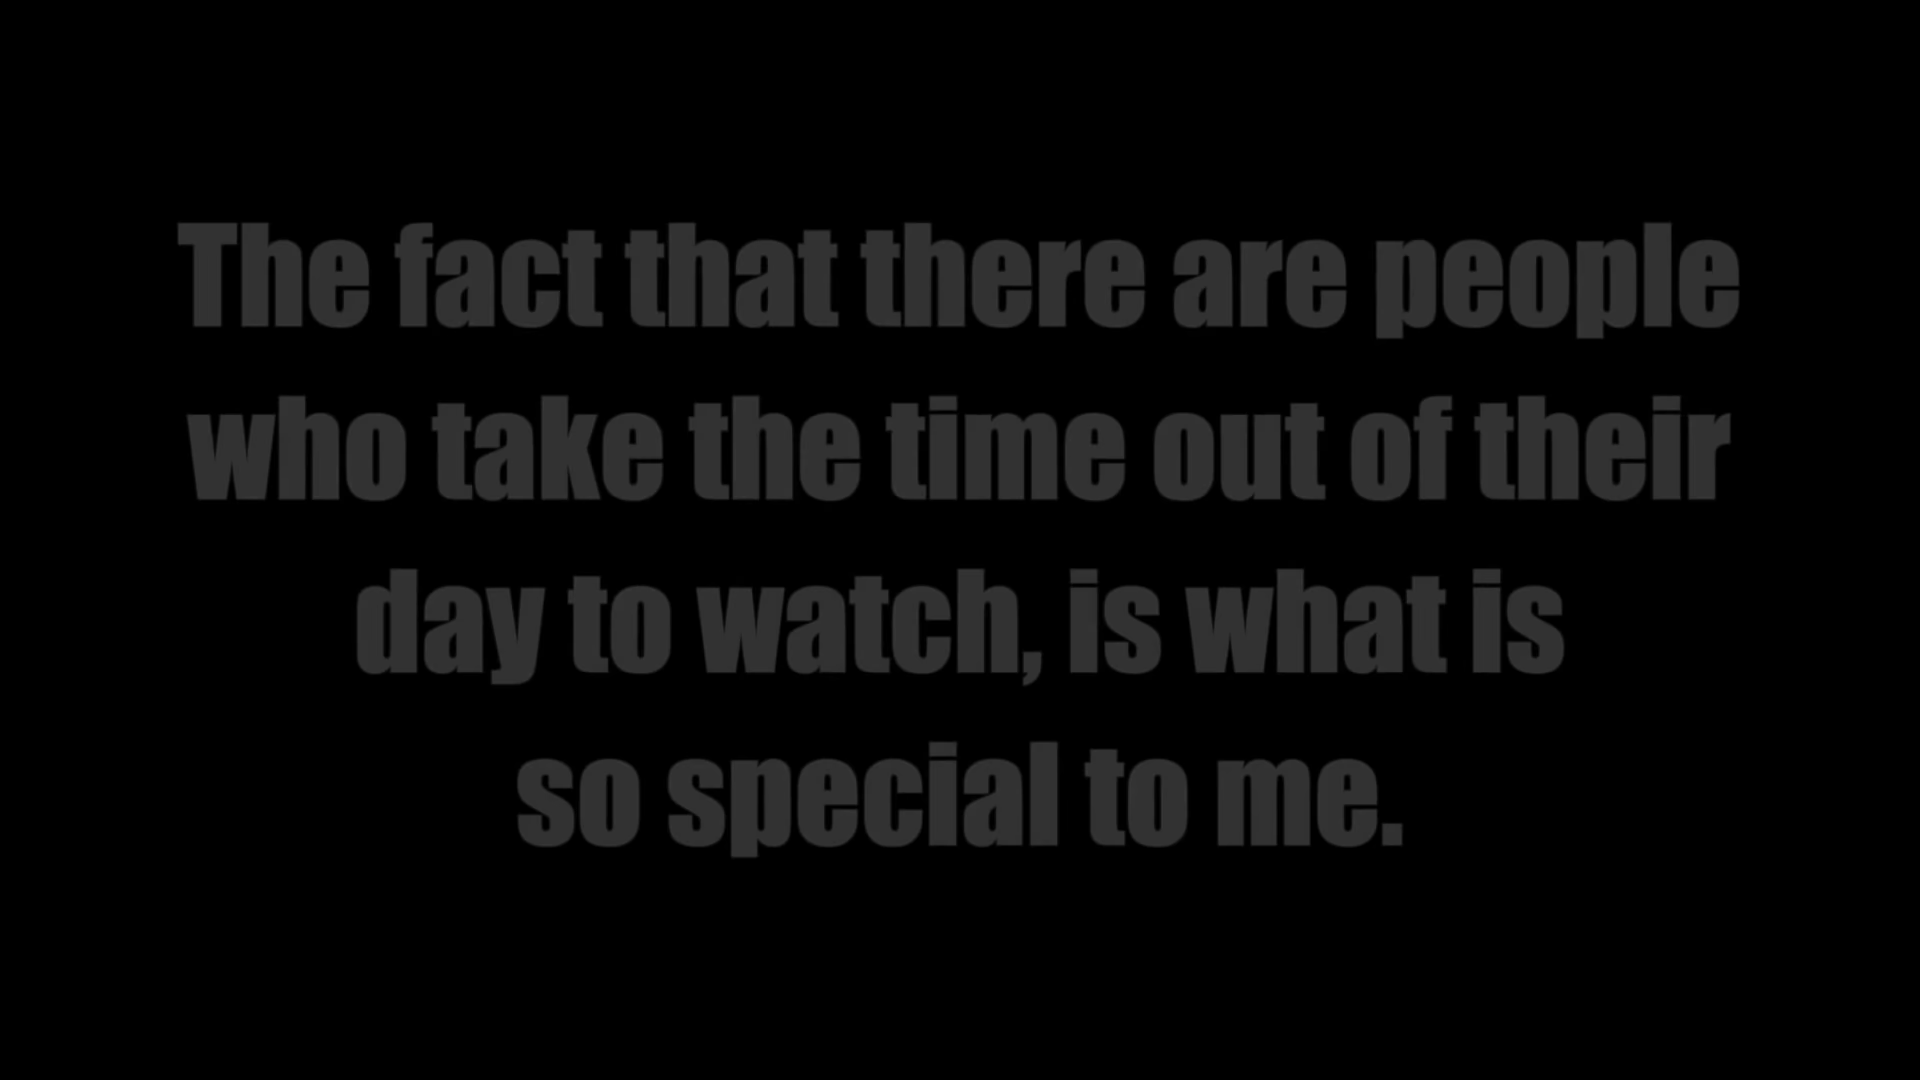 The fact that there are people
who take the time out of their
day to watch, is what is
so special to me.